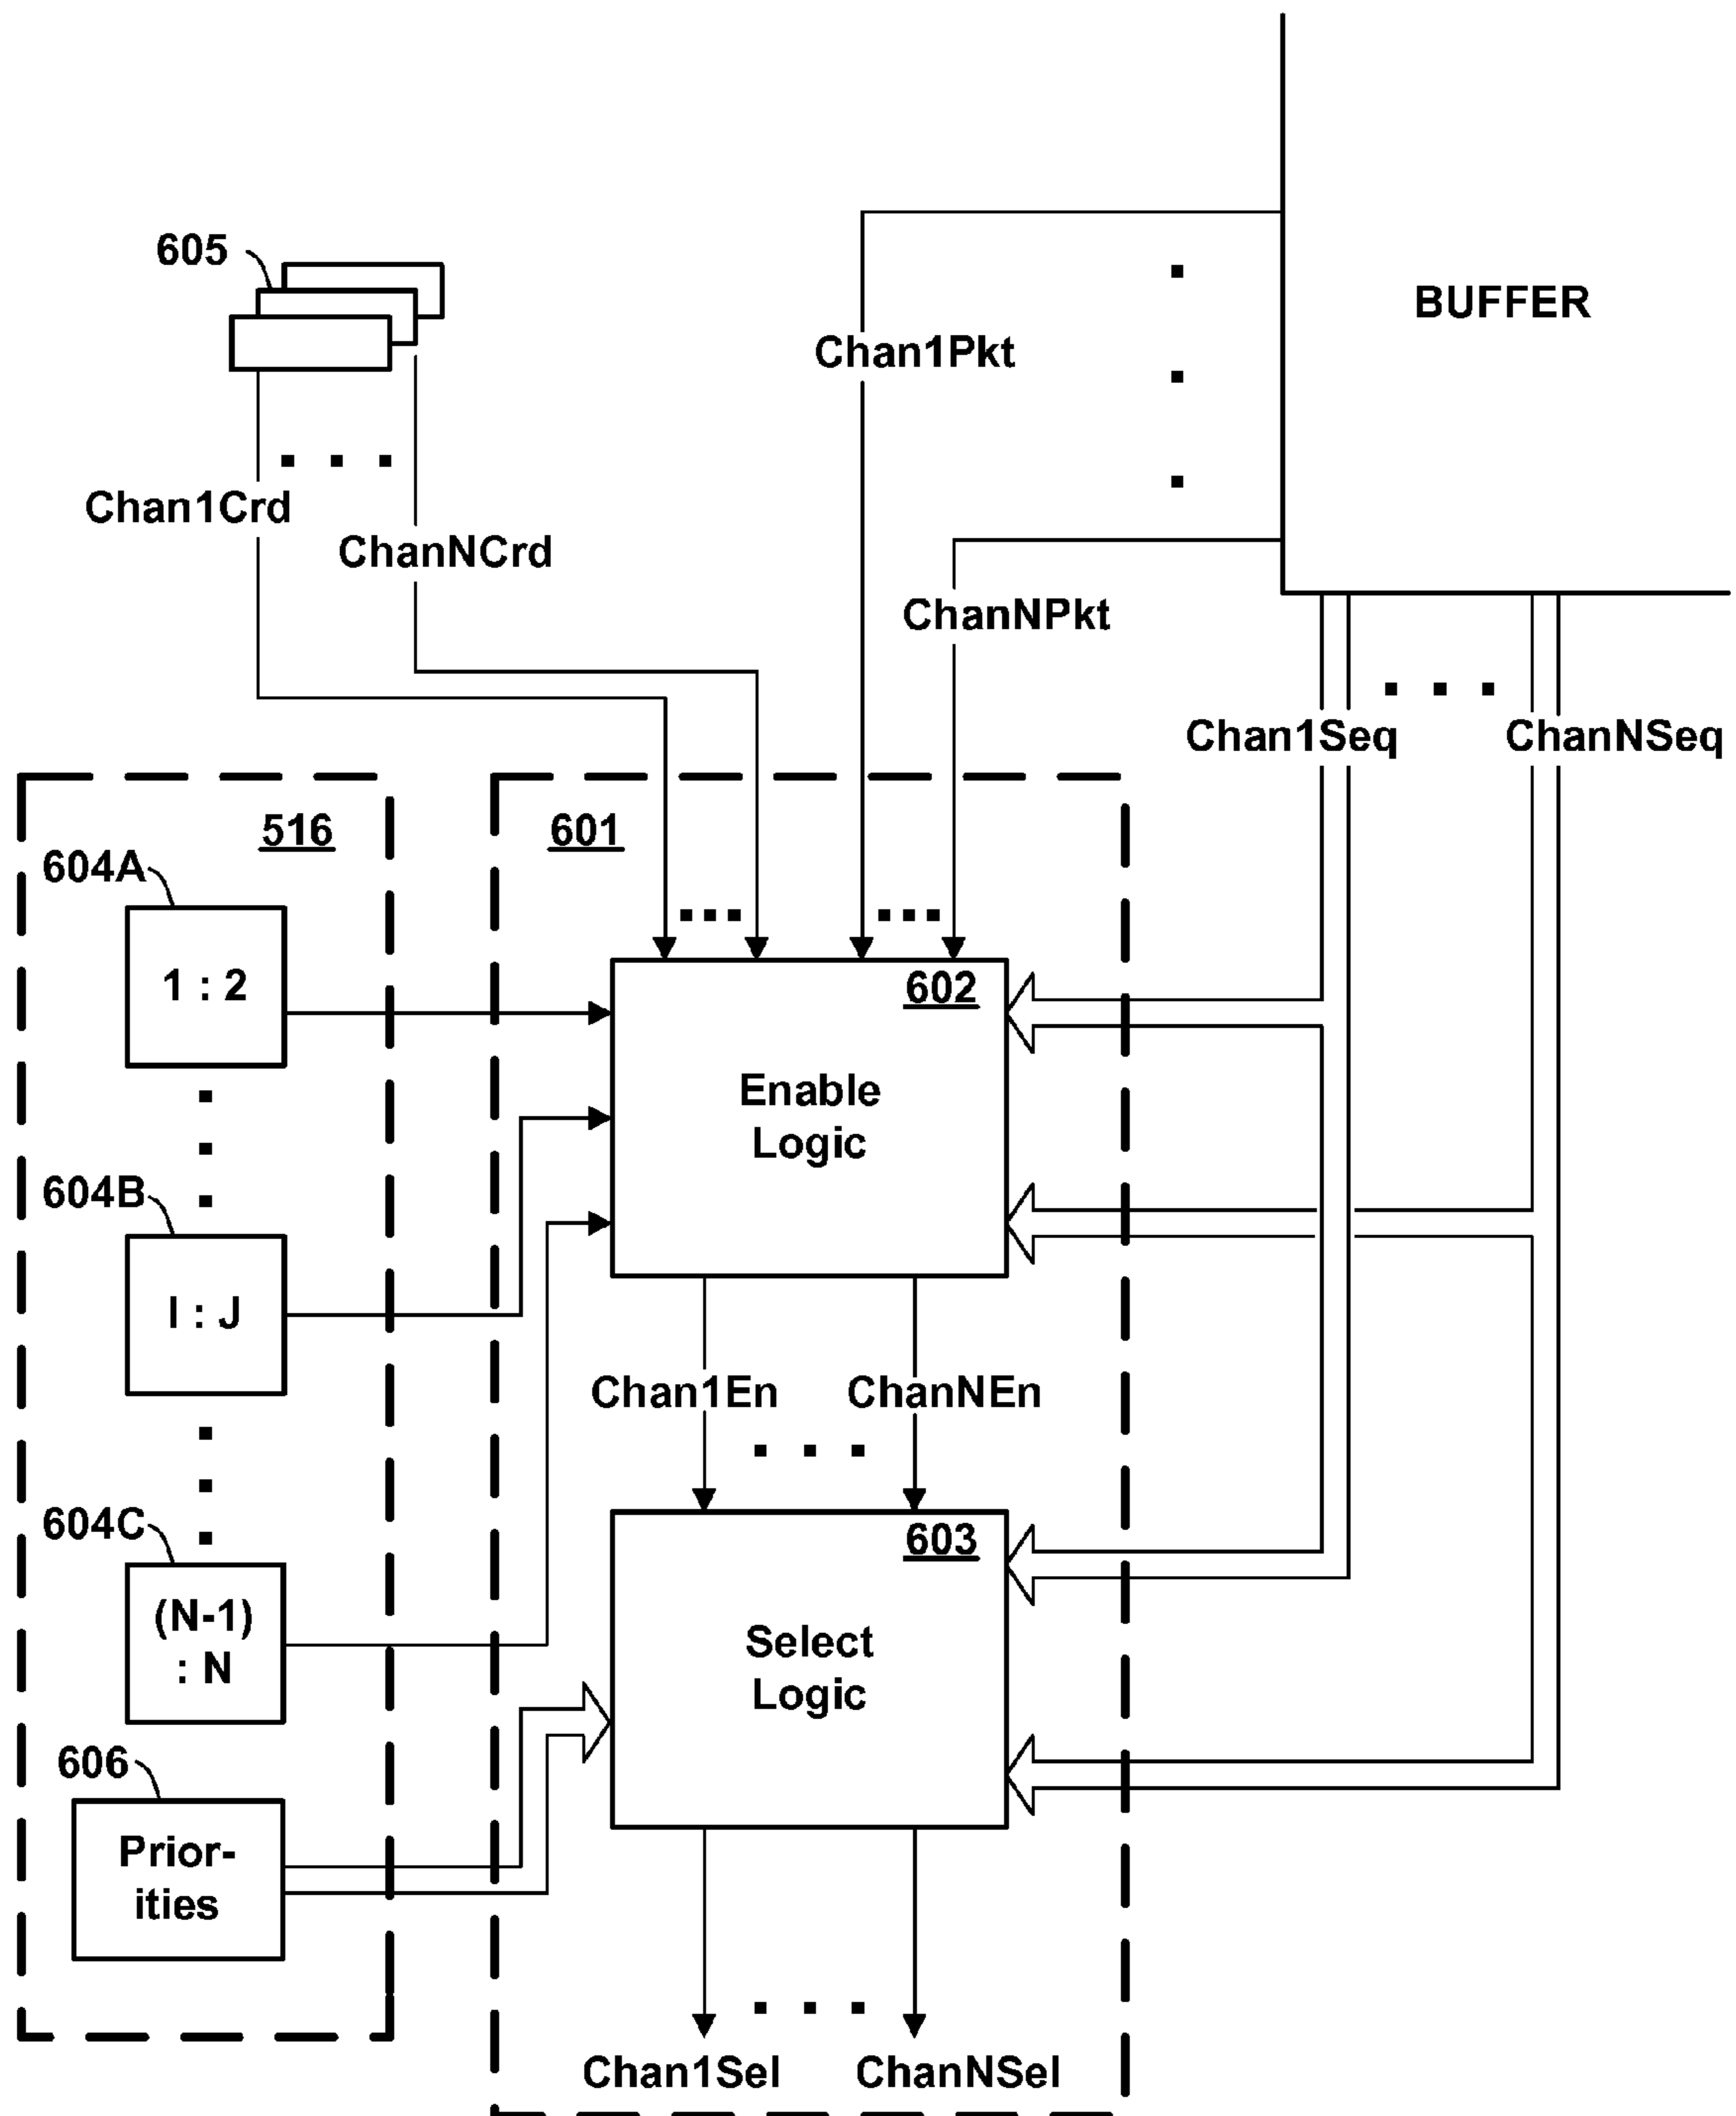 605
BUFFER
Chan1Pkt
Chan1Crd
ChanNCrd
ChanNPkt
Chan1Seq
ChanNSeq
516
601
604A
1 : 2
602
Enable
Logic
604B
I : J
Chan1En
ChanNEn
604C
(N-1)
: N
603
Select
Logic
606
Prior-
ities
Chan1Sel
ChanNSel